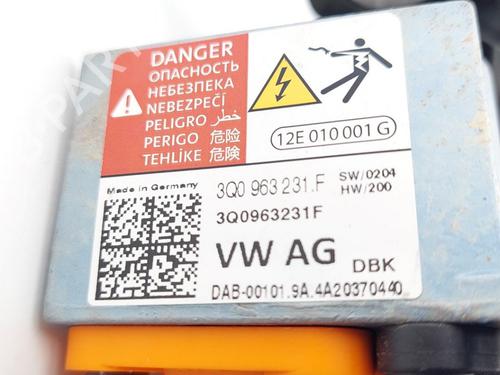 DANGER
ОПАСНОСТЬ
НЕБЕЗПЕКА
NEBEZPEČÍ
PELIGRO خطر
PERIGO 危险
TEHLİKE 危険
12E 010 001 G
Made in Germany
3Q0 963 231.F
SW/0204
HW/200
3Q0963231F
VW AG
DBK
DAB-00101.9A.4A20370440